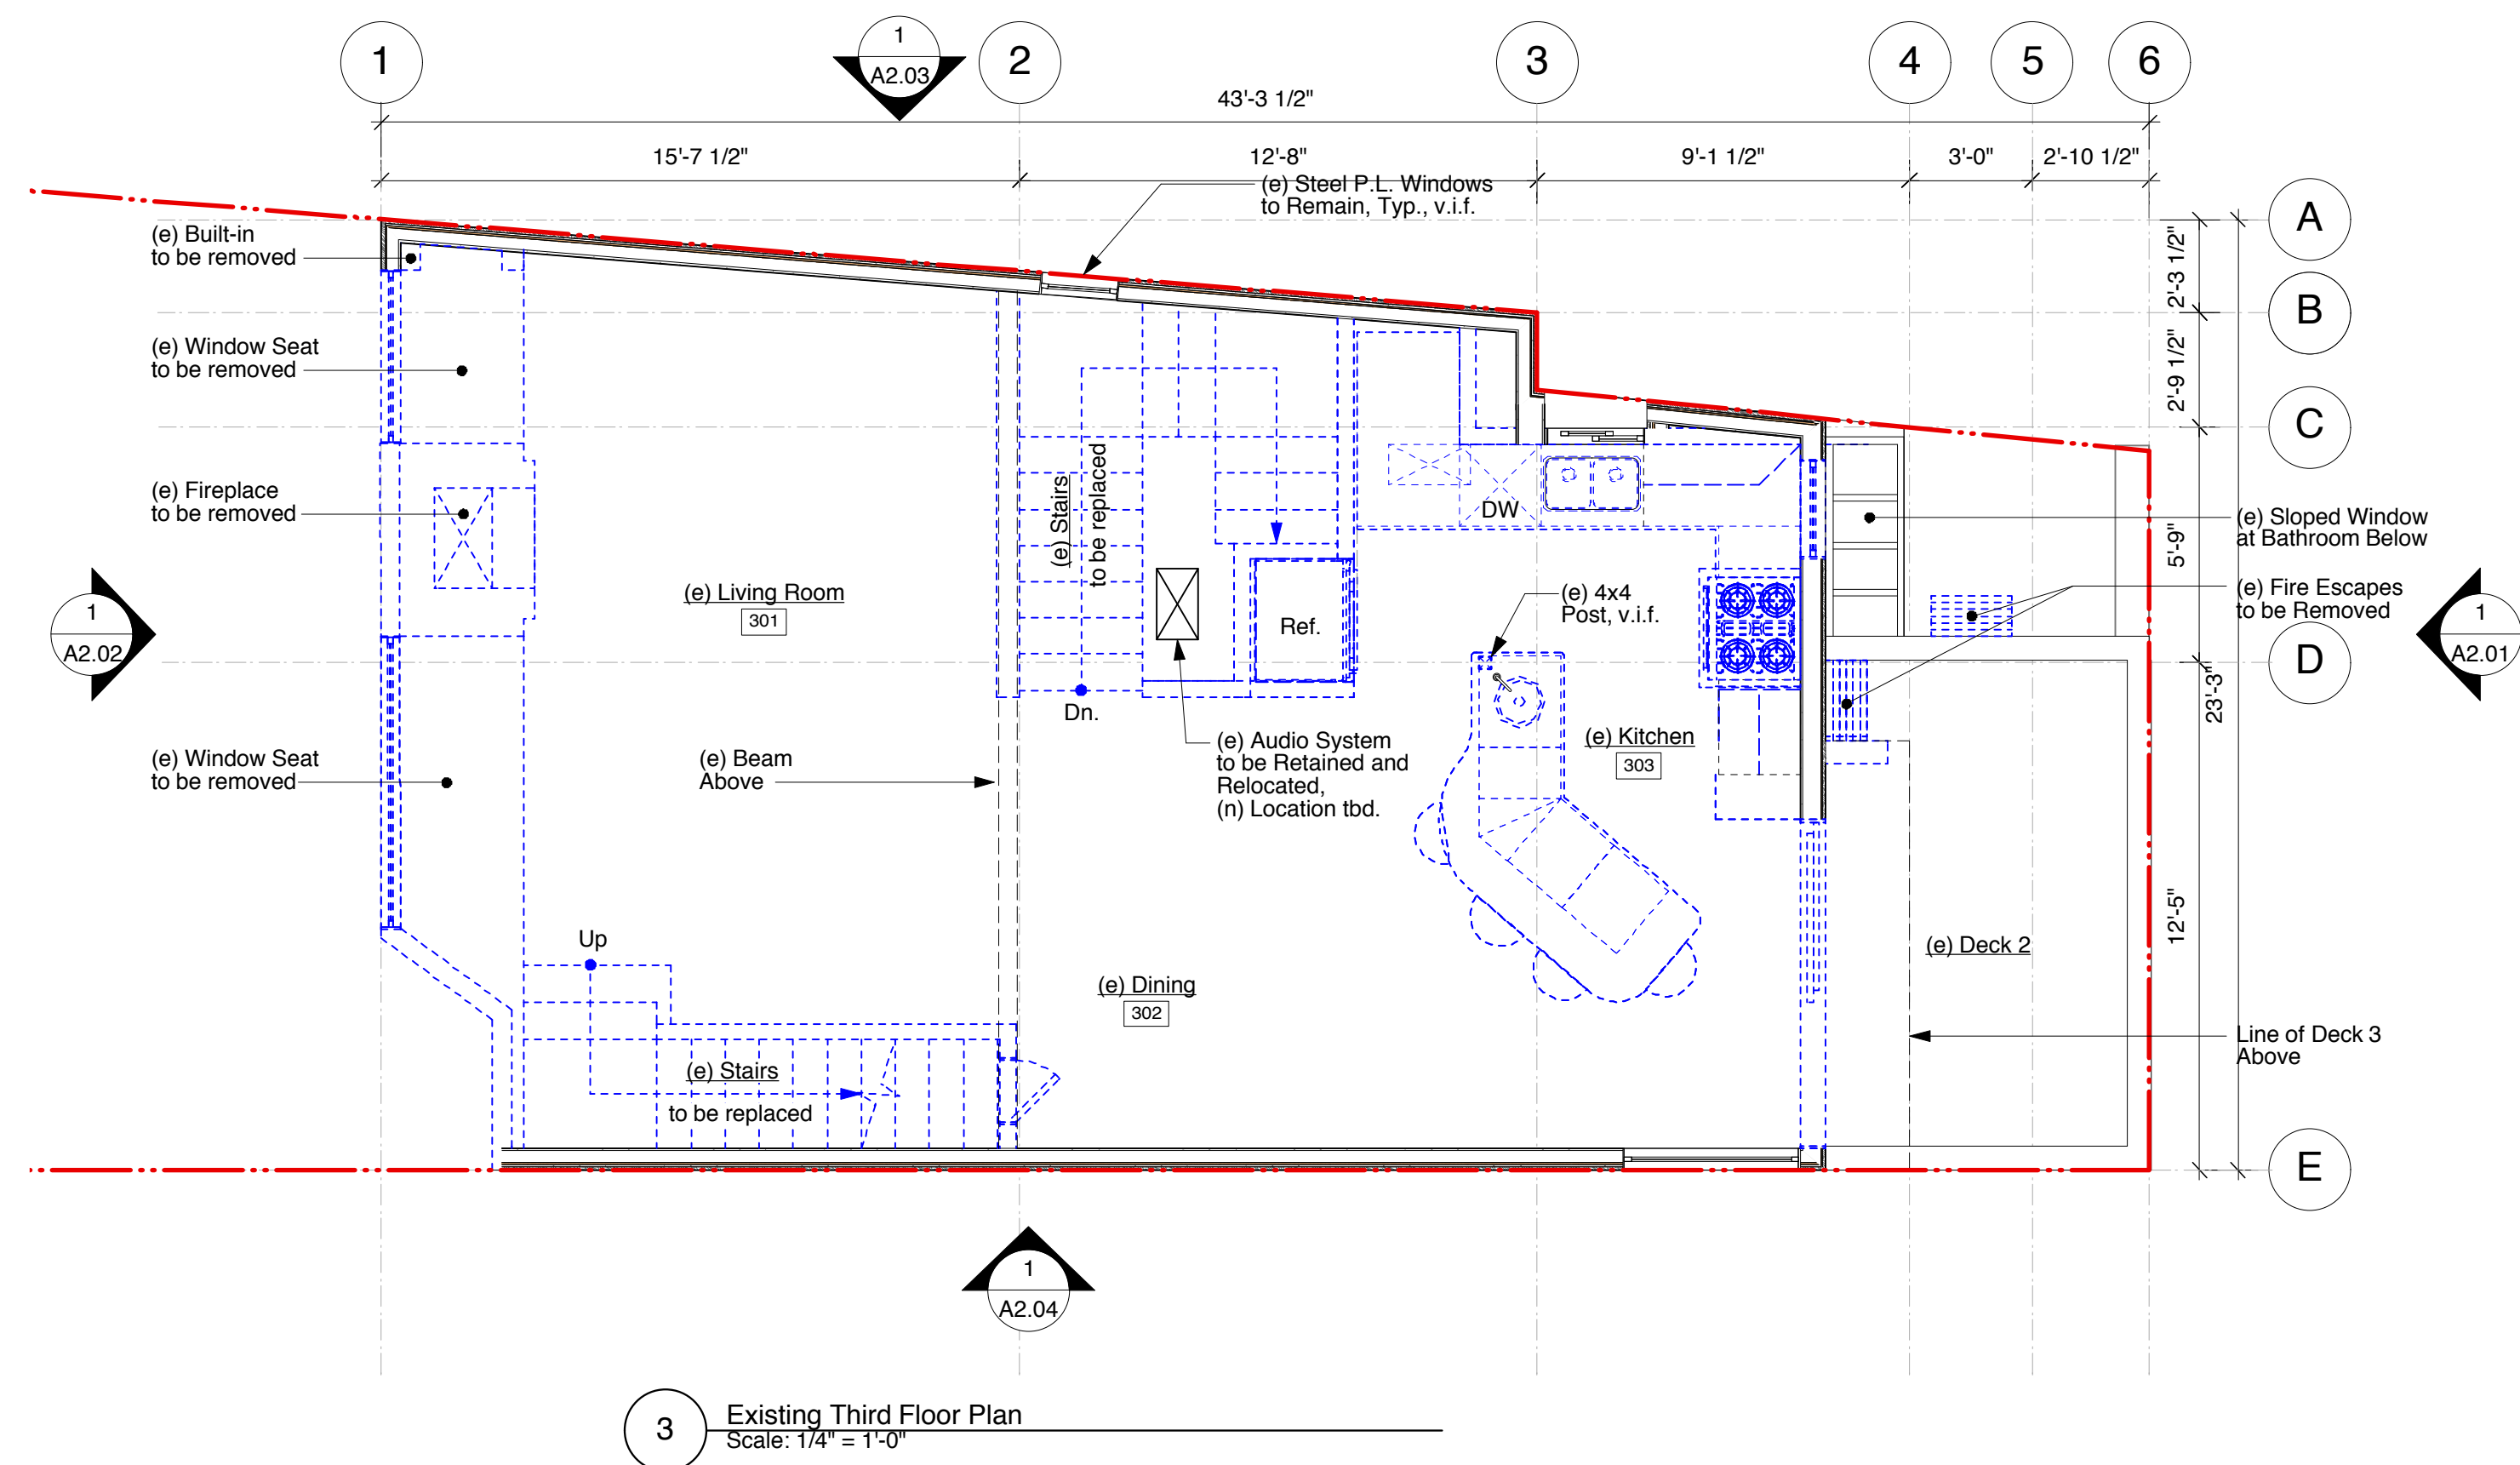 1
1
A2.03
2
3
4
5
6
43'-3 1/2"
15'-7 1/2"
12'-8"
9'-1 1/2"
3'-0"
2'-10 1/2"
(e) Steel P.L. Windows
to Remain, Typ., v.i.f.
A
2'-3 1/2"
B
2'-9 1/2"
C
5'-9"
D
23'-3"
12'-5"
E
(e) Built-in
to be removed
(e) Window Seat
to be removed
(e) Fireplace
to be removed
1
A2.02
(e) Window Seat
to be removed
(e) Living Room
301
(e) Stairs
to be replaced
Dn.
Ref.
DW
(e) 4x4
Post, v.i.f.
(e) Sloped Window
at Bathroom Below
(e) Fire Escapes
to be Removed
1
A2.01
(e) Beam
Above
(e) Audio System
to be Retained and
Relocated,
(n) Location tbd.
(e) Kitchen
303
Up
(e) Stairs
to be replaced
(e) Dining
302
(e) Deck 2
Line of Deck 3
Above
1
A2.04
3
Existing Third Floor Plan
Scale: 1/4" = 1'-0"